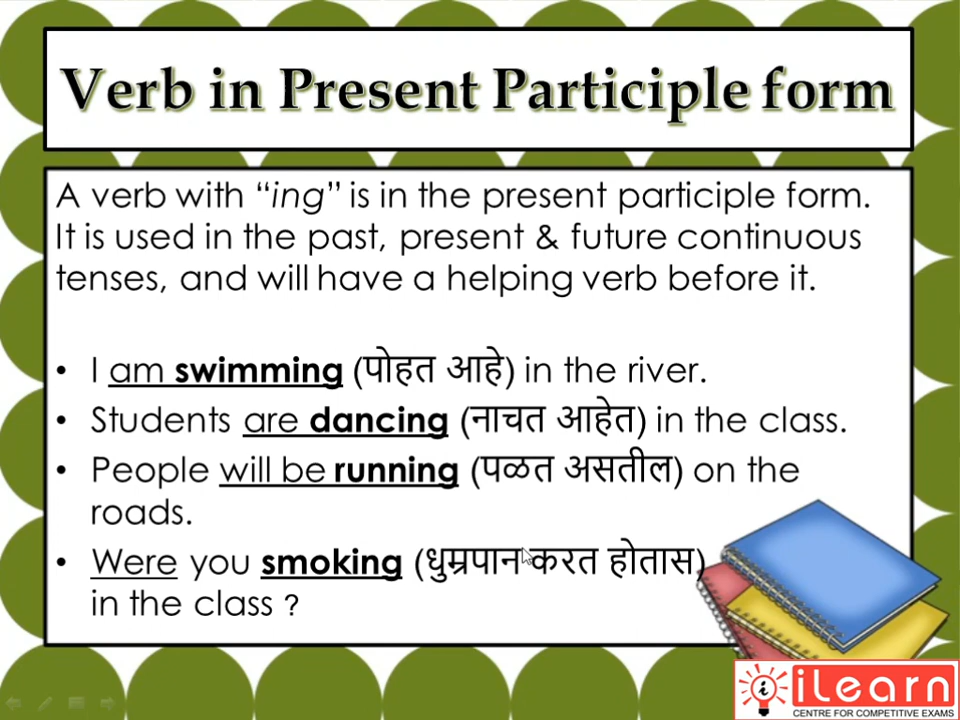 Verb in Present Participle form
A verb with “ing” is in the present participle form.
It is used in the past, present & future continuous
tenses, and will have a helping verb before it.
• I am swimming (पोहत आहे) in the river.
• Students are dancing (नाचत आहेत) in the class.
• People will be running (पळत असतील) on the
roads.
• Were you smoking (धुम्रपान करत होतास)
in the class ?
iLearn
CENTRE FOR COMPETITIVE EXAMS